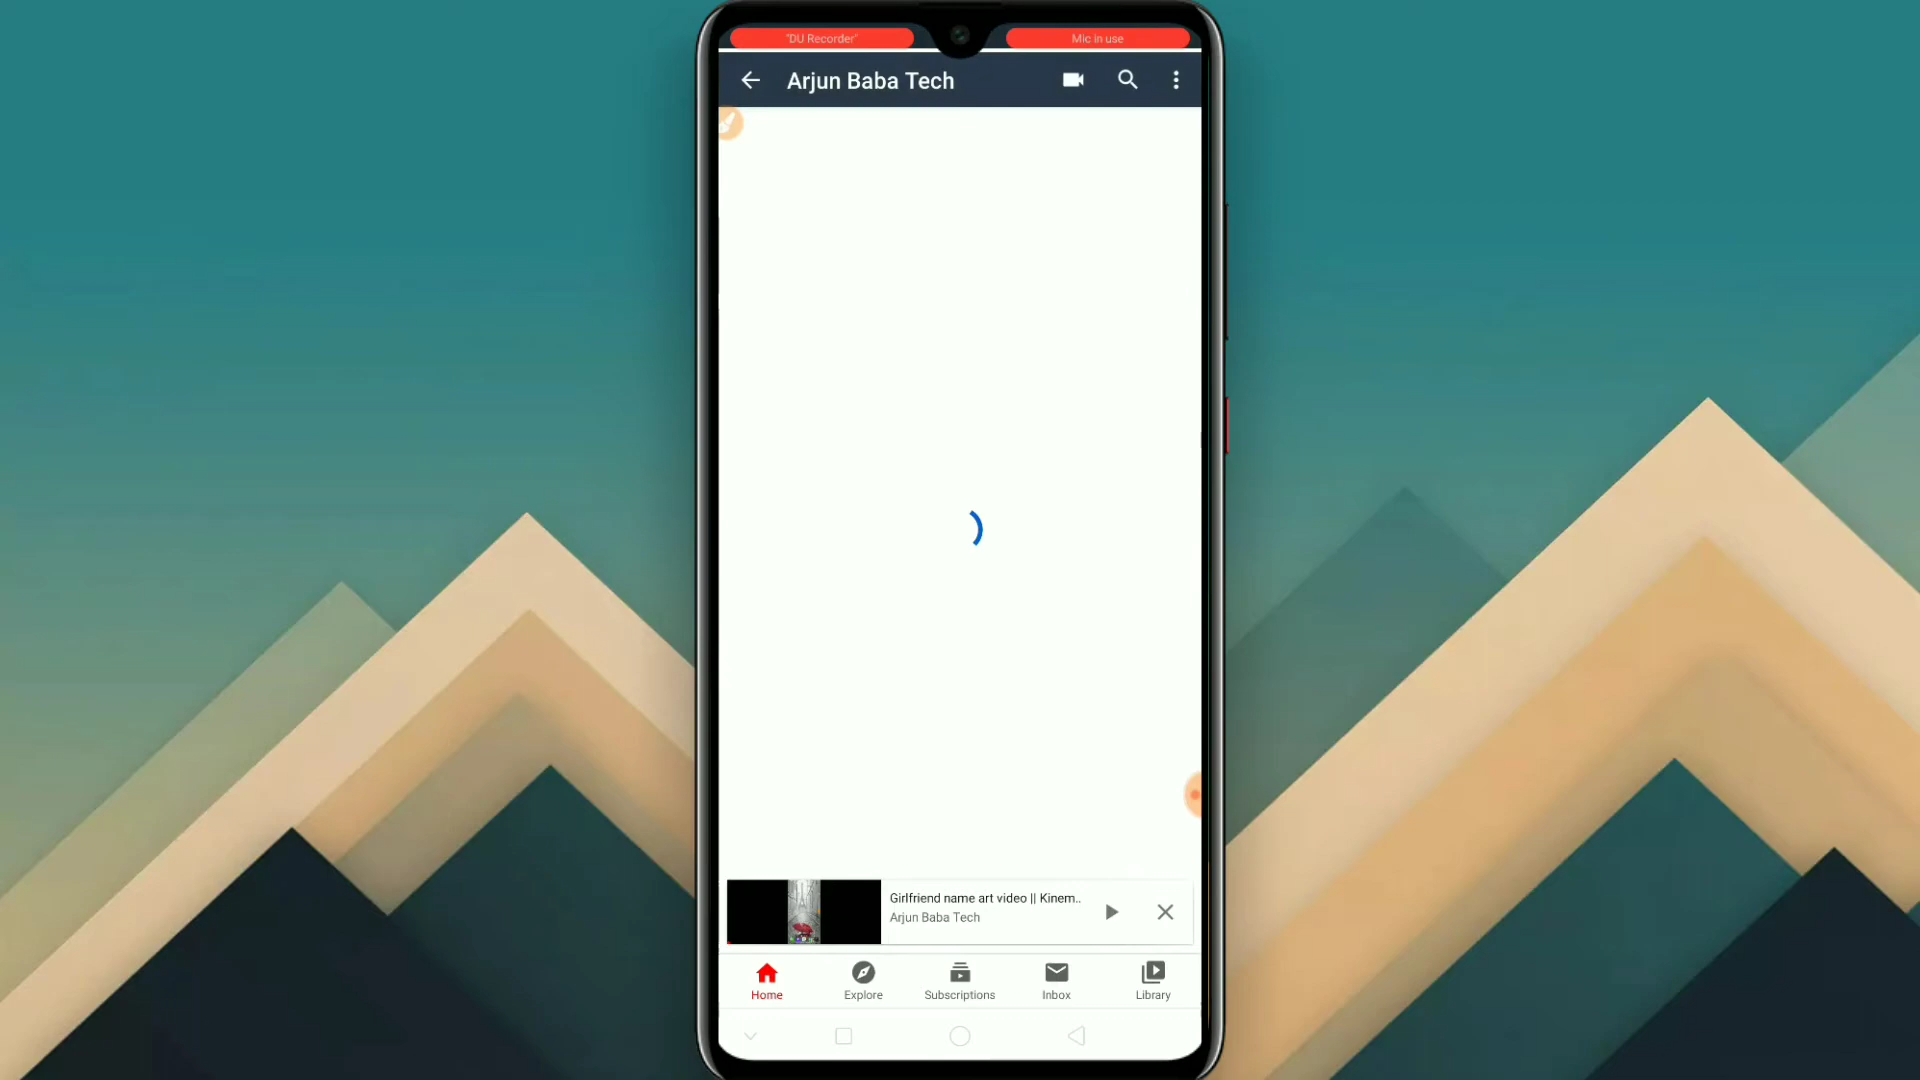 "DU Recorder"
Mic in use
Arjun Baba Tech
Girlfriend name art video || Kinem..
Arjun Baba Tech
Home
Explore
Subscriptions
Inbox
Library